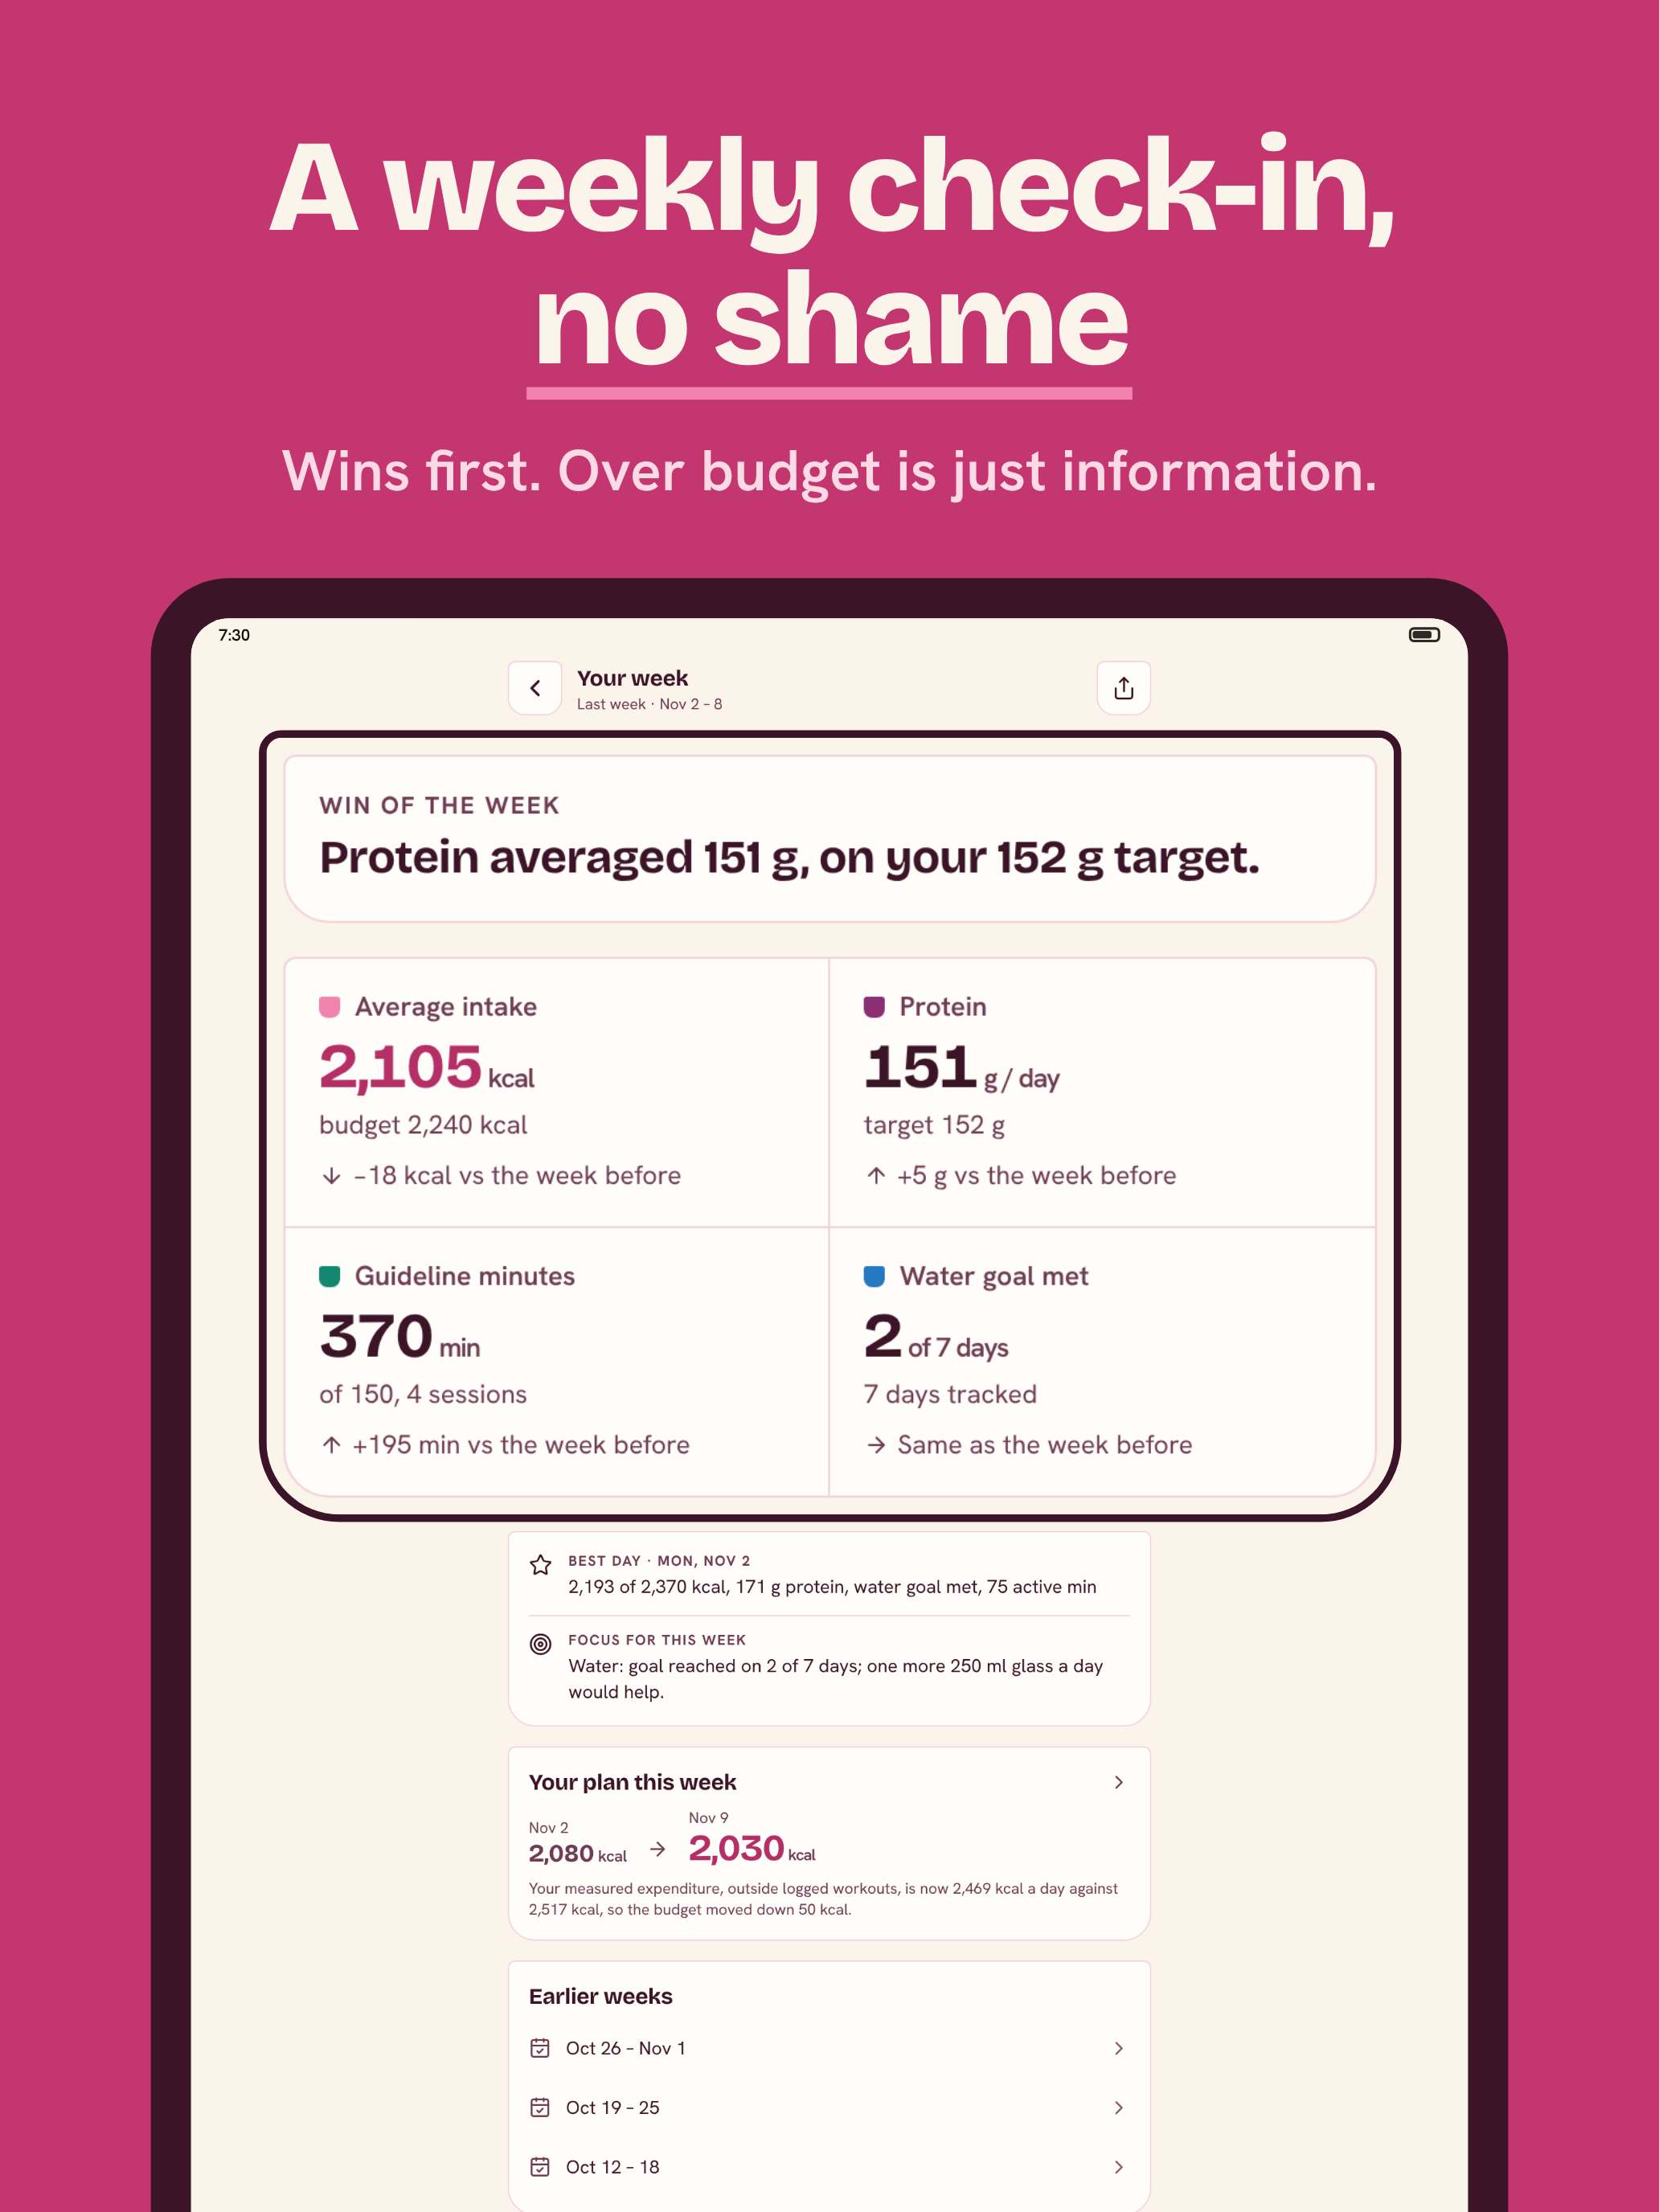 A weekly check-in,
no shame
Wins first. Over budget is just information.
7:30
Your week
Last week · Nov 2 – 8
WIN OF THE WEEK
Protein averaged 151 g, on your 152 g target.
Average intake
2,105 kcal
budget 2,240 kcal
↓ −18 kcal vs the week before
Protein
151 g / day
target 152 g
↑ +5 g vs the week before
Guideline minutes
370 min
of 150, 4 sessions
↑ +195 min vs the week before
Water goal met
2 of 7 days
7 days tracked
→ Same as the week before
BEST DAY · MON, NOV 2
2,193 of 2,370 kcal, 171 g protein, water goal met, 75 active min
FOCUS FOR THIS WEEK
Water: goal reached on 2 of 7 days; one more 250 ml glass a day
would help.
Your plan this week
Nov 2
2,080 kcal
→
Nov 9
2,030 kcal
Your measured expenditure, outside logged workouts, is now 2,469 kcal a day against
2,517 kcal, so the budget moved down 50 kcal.
Earlier weeks
Oct 26 – Nov 1
Oct 19 – 25
Oct 12 – 18